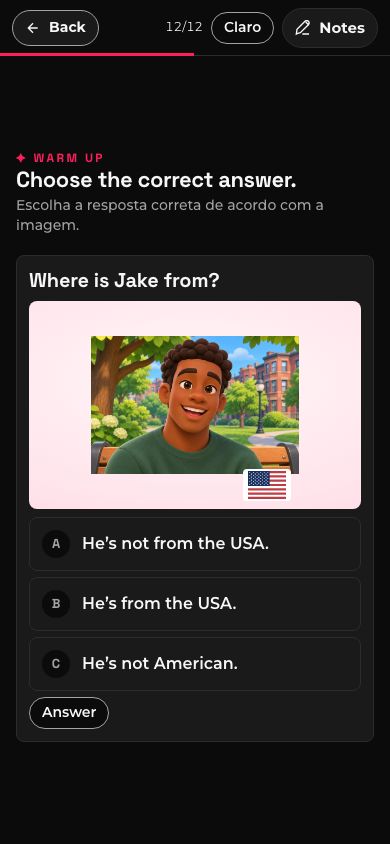 Back
12/12
Claro
Notes
WARM UP
Choose the correct answer.
Escolha a resposta correta de acordo com a
imagem.
Where is Jake from?
A
He's not from the USA.
B
He's from the USA.
C
He's not American.
Answer